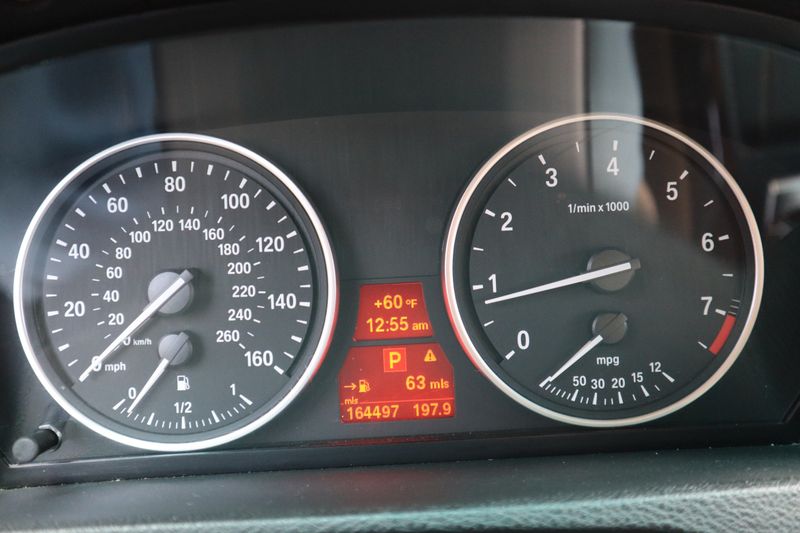 0 20 40 60 80 100 120 140 160
mph
20 40 60 80 100 120 140 160 180 200 220 240 260
km/h
0 1/2 1
+60 °F
12:55 am
P
63 mls
mls
164497 197.9
0 1 2 3 4 5 6 7
1/min x 1000
mpg
50 30 20 15 12